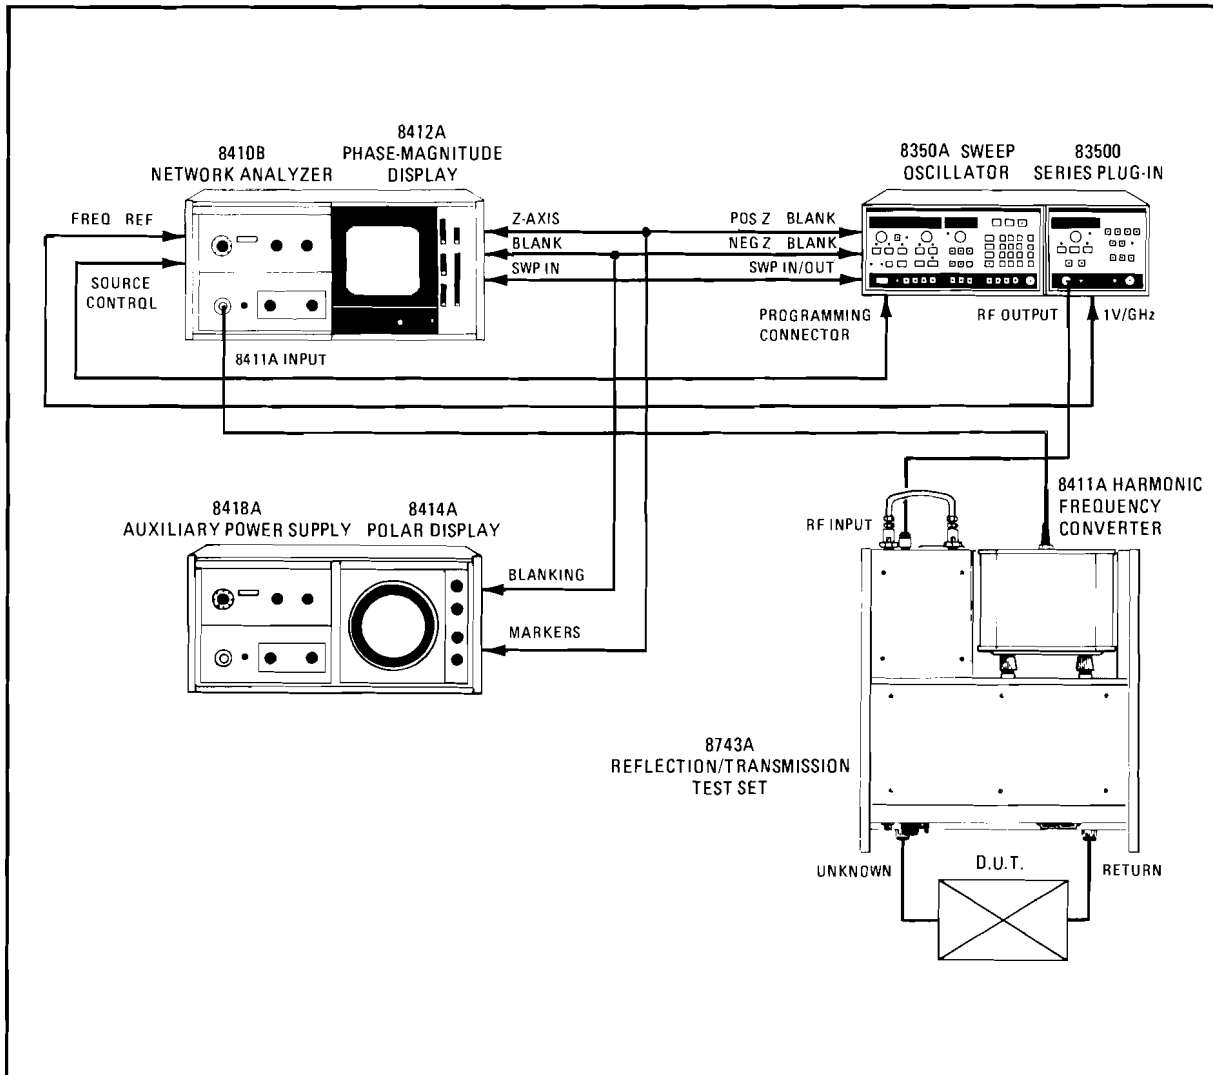 8410B
NETWORK ANALYZER
8412A
PHASE-MAGNITUDE
DISPLAY
8350A SWEEP
OSCILLATOR
83500
SERIES PLUG-IN
FREQ REF
SOURCE
CONTROL
Z-AXIS
BLANK
SWP IN
POS Z BLANK
NEG Z BLANK
SWP IN/OUT
8411A INPUT
PROGRAMMING
CONNECTOR
RF OUTPUT
1V/GHz
8418A
AUXILIARY POWER SUPPLY
8414A
POLAR DISPLAY
RF INPUT
8411A HARMONIC
FREQUENCY
CONVERTER
BLANKING
MARKERS
8743A
REFLECTION/TRANSMISSION
TEST SET
UNKNOWN
D.U.T.
RETURN